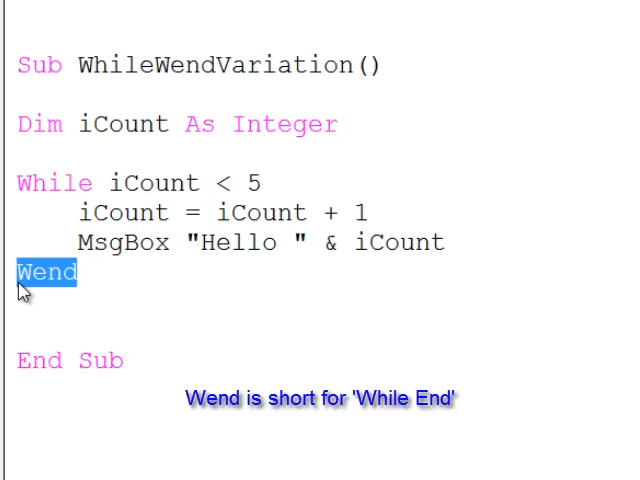 Sub WhileWendVariation()
Dim iCount As Integer
While iCount < 5
iCount = iCount + 1
MsgBox "Hello " & iCount
Wend
End Sub
Wend is short for 'While End'